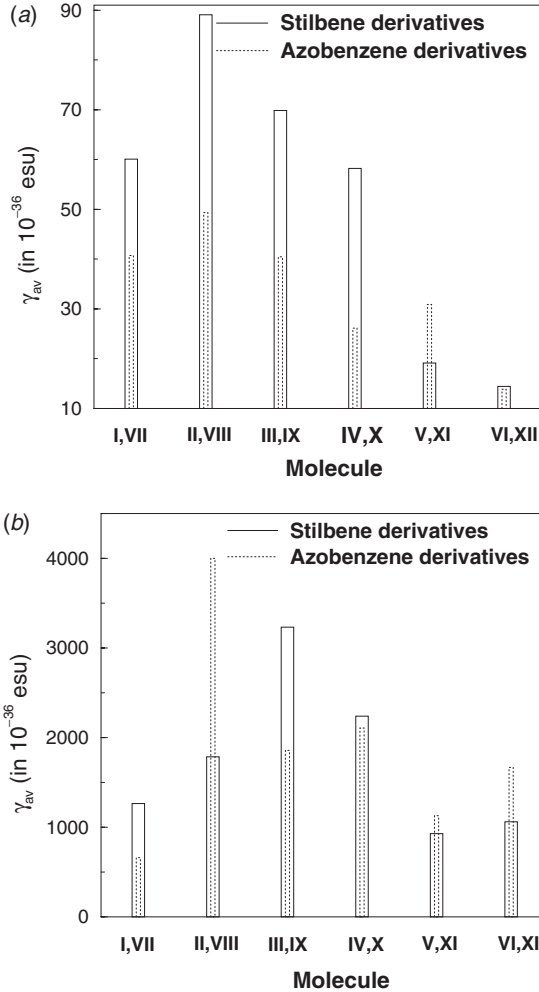 (a)
90
70
50
30
10
γav (in 10⁻³⁶ esu)
Stilbene derivatives
Azobenzene derivatives
I,VII
II,VIII
III,IX
IV,X
V,XI
VI,XII
Molecule
(b)
4000
3000
2000
1000
0
γav (in 10⁻³⁶ esu)
Stilbene derivatives
Azobenzene derivatives
I,VII
II,VIII
III,IX
IV,X
V,XI
VI,XI
Molecule